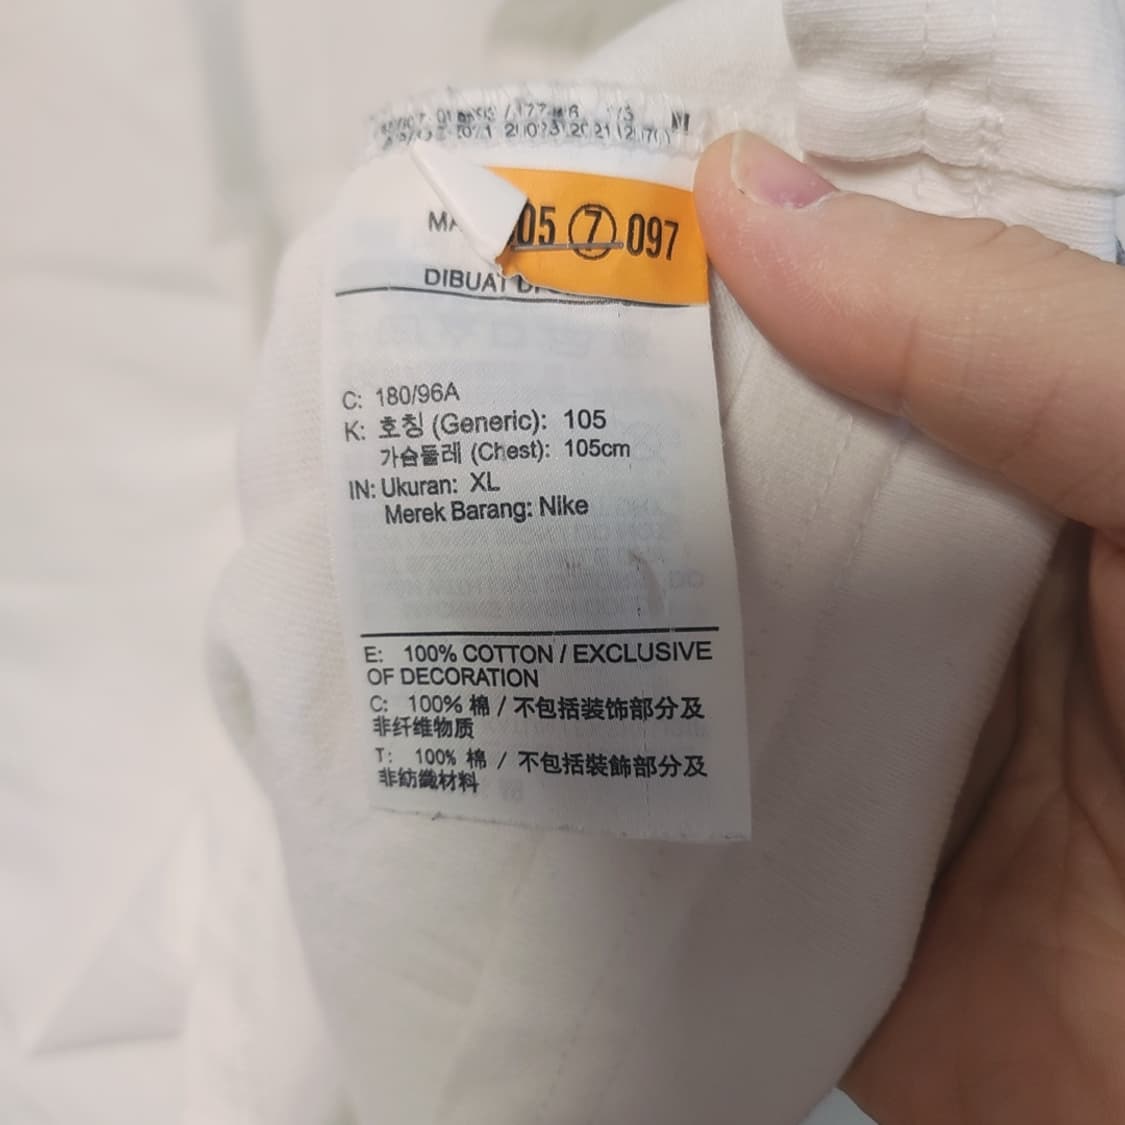 05 7 097
C: 180/96A
K: 호칭 (Generic): 105
가슴둘레 (Chest): 105cm
IN: Ukuran: XL
Merek Barang: Nike
E: 100% COTTON / EXCLUSIVE
OF DECORATION
C: 100% 棉 / 不包括装饰部分及
非纤维物质
T: 100% 棉 / 不包括裝飾部分及
非紡織材料